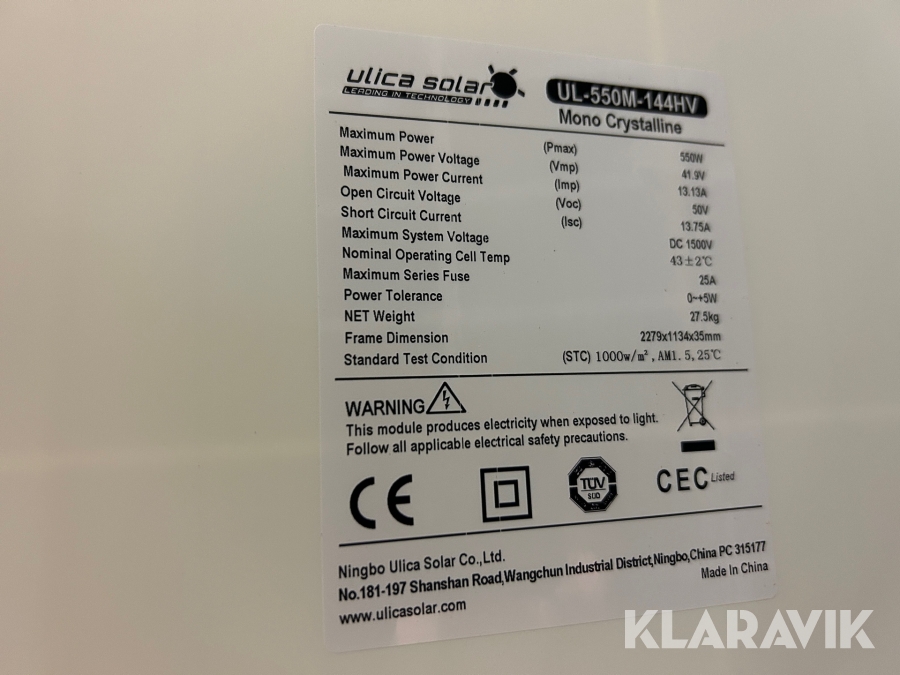 ulica solar
LEADING IN TECHNOLOGY
UL-550M-144HV
Mono Crystalline
Maximum Power (Pmax) 550W
Maximum Power Voltage (Vmp) 41.9V
Maximum Power Current (Imp) 13.13A
Open Circuit Voltage (Voc) 50V
Short Circuit Current (Isc) 13.75A
Maximum System Voltage DC 1500V
Nominal Operating Cell Temp 43±2℃
Maximum Series Fuse 25A
Power Tolerance 0~+5W
NET Weight 27.5kg
Frame Dimension 2279x1134x35mm
Standard Test Condition (STC) 1000w/m², AM1.5, 25℃
WARNING
This module produces electricity when exposed to light.
Follow all applicable electrical safety precautions.
CE
TÜV
SÜD
CEC Listed
Ningbo Ulica Solar Co.,Ltd.
No.181-197 Shanshan Road,Wangchun Industrial District,Ningbo,China PC 315177
www.ulicasolar.com
Made In China
KLARAVIK